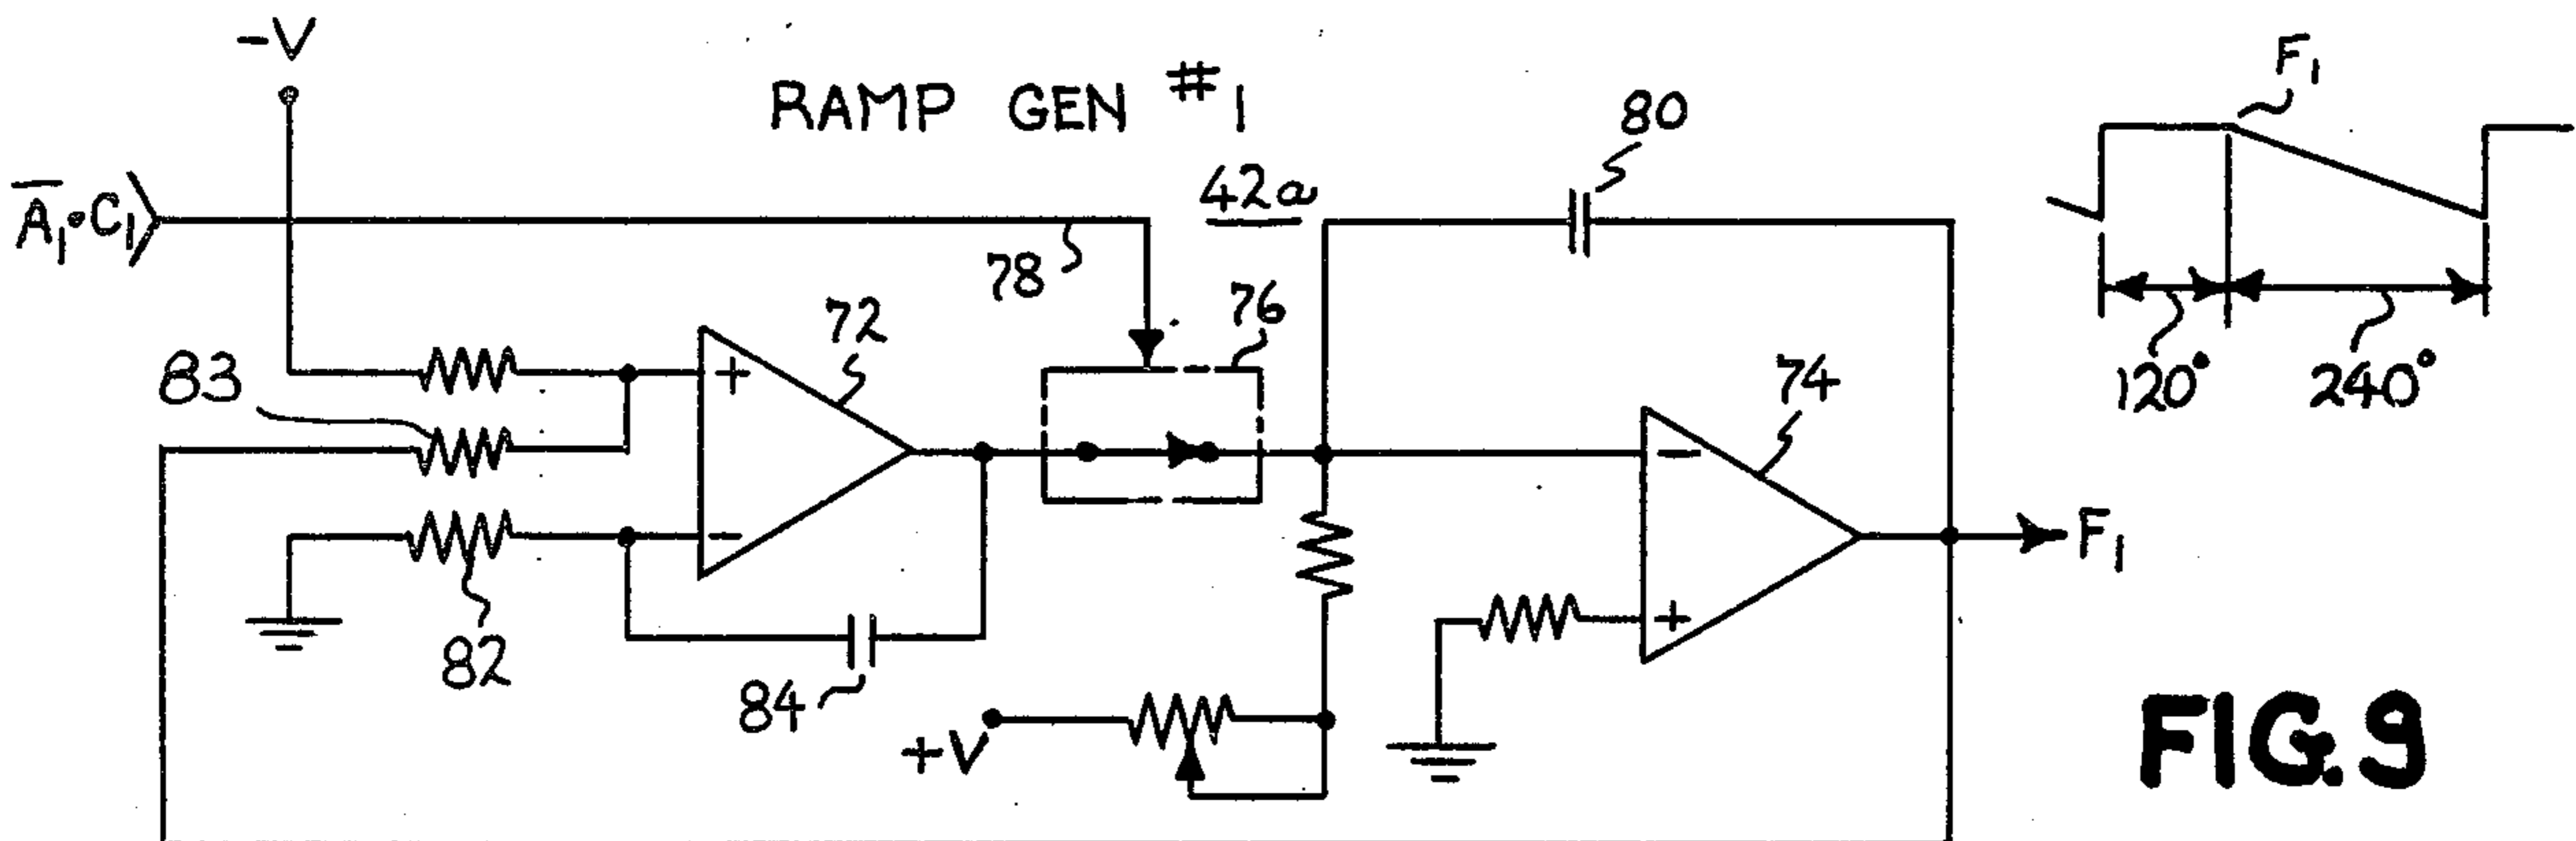 -V
RAMP GEN #1
F₁
80
42a
A̅₁•C₁
78
76
72
83
+
74
120°
240°
-
-
F₁
+
82
84
+V
FIG.9